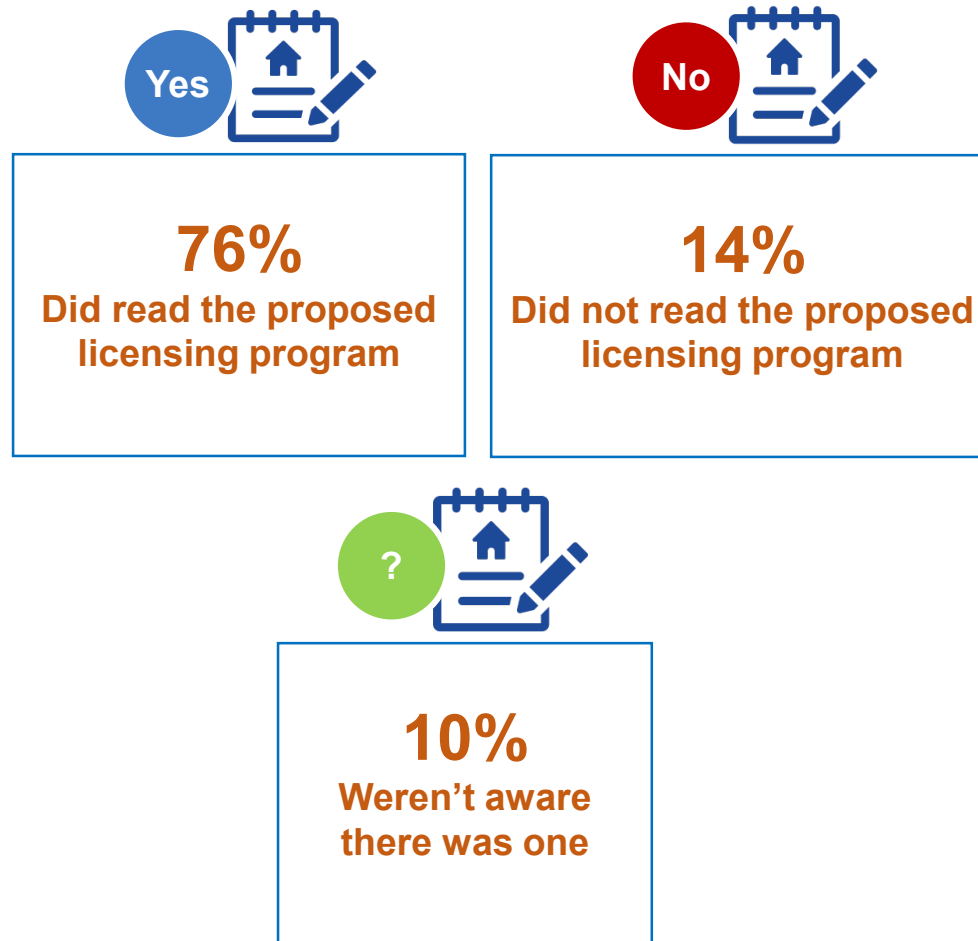 Yes
76%
Did read the proposed
licensing program
No
14%
Did not read the proposed
licensing program
?
10%
Weren’t aware
there was one